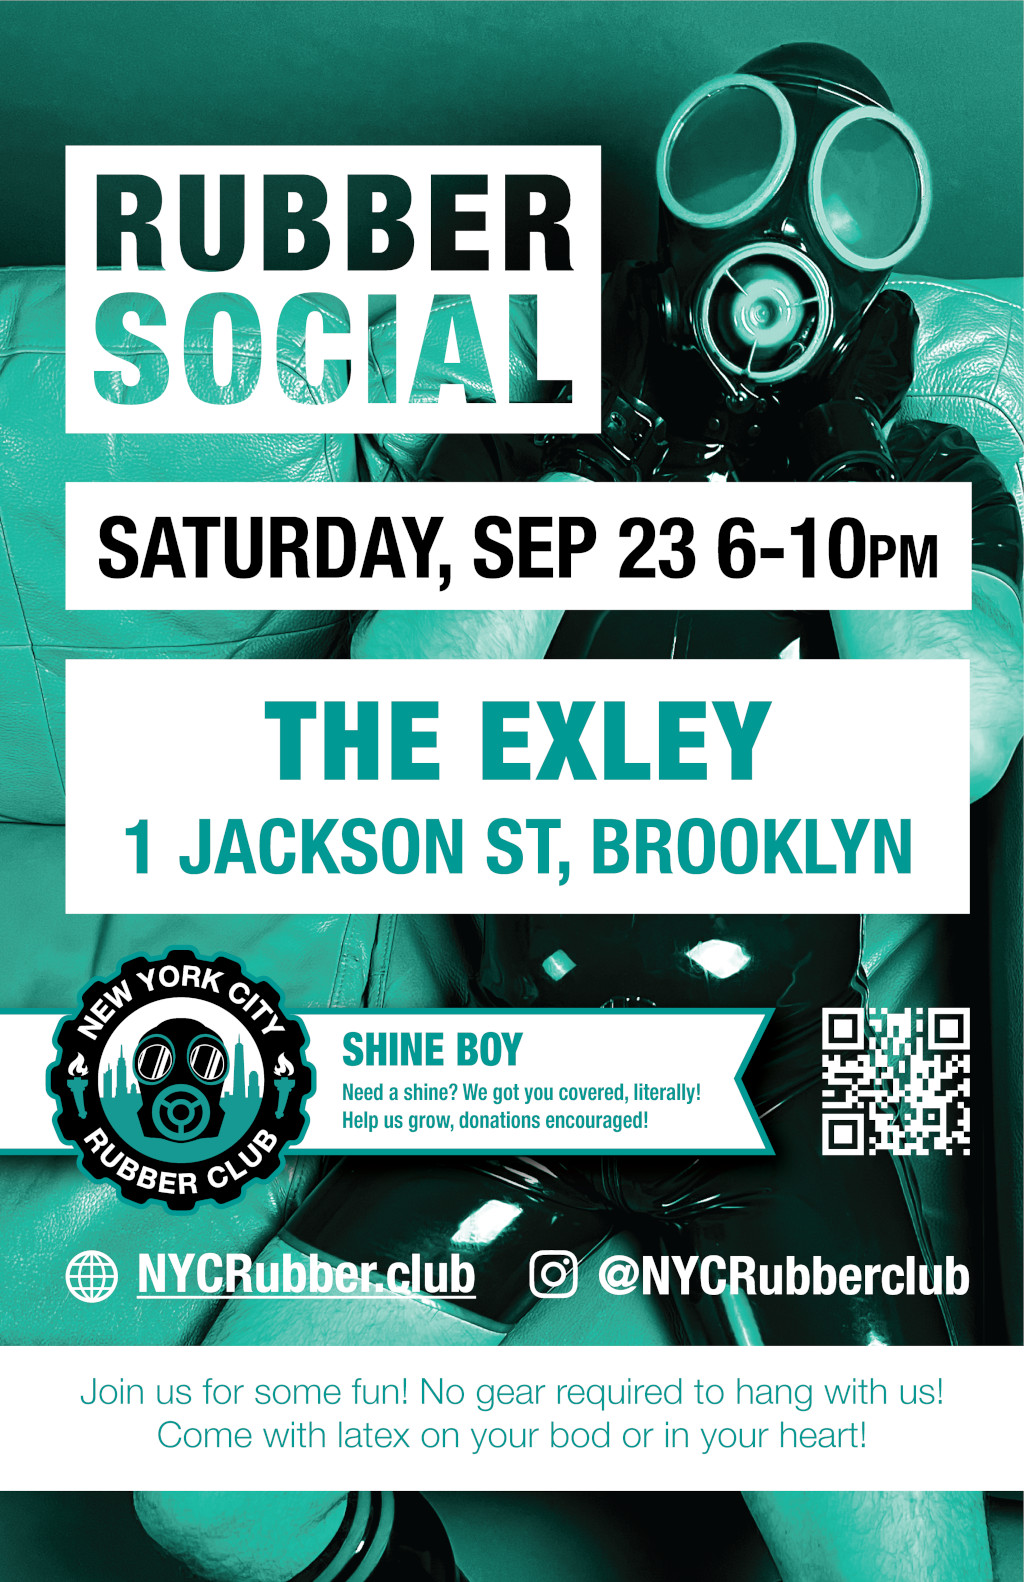 RUBBER
SOCIAL
SATURDAY, SEP 23 6-10PM
THE EXLEY
1 JACKSON ST, BROOKLYN
NEW YORK CITY
RUBBER CLUB
SHINE BOY
Need a shine? We got you covered, literally!
Help us grow, donations encouraged!
NYCRubber.club
@NYCRubberclub
Join us for some fun! No gear required to hang with us!
Come with latex on your bod or in your heart!